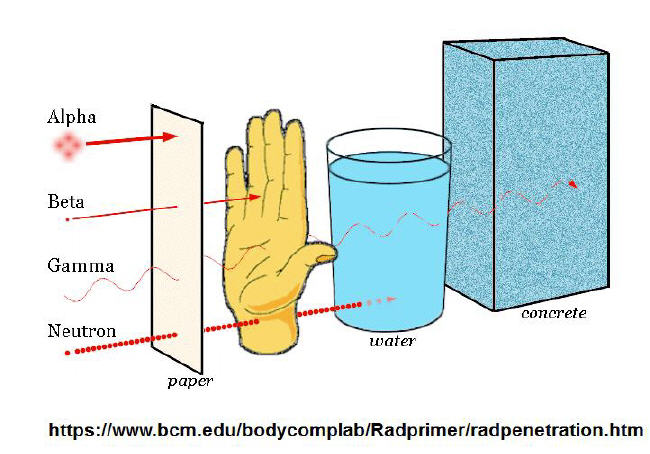 Alpha
Beta
Gamma
Neutron
paper
water
concrete
https://www.bcm.edu/bodycomplab/Radprimer/radpenetration.htm